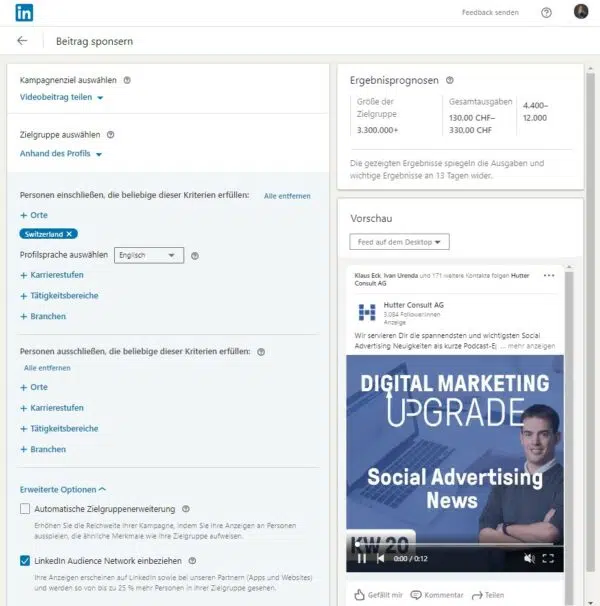 in
Feedback senden
Beitrag sponsern
Kampagnenziel auswählen
Videobeitrag teilen
Zielgruppe auswählen
Anhand des Profils
Personen einschließen, die beliebige dieser Kriterien erfüllen:
Alle entfernen
+ Orte
Switzerland ✕
Profilsprache auswählen
Englisch
+ Karrierestufen
+ Tätigkeitsbereiche
+ Branchen
Personen ausschließen, die beliebige dieser Kriterien erfüllen:
Alle entfernen
+ Orte
+ Karrierestufen
+ Tätigkeitsbereiche
+ Branchen
Erweiterte Optionen
Automatische Zielgruppenerweiterung
Erhöhen Sie die Reichweite Ihrer Kampagne, indem Sie Ihre Anzeigen an Personen
ausspielen, die ähnliche Merkmale wie Ihre Zielgruppe aufweisen.
LinkedIn Audience Network einbeziehen
Ihre Anzeigen erscheinen auf LinkedIn sowie bei unseren Partnern (Apps und Websites)
und werden so von bis zu 25 % mehr Personen in Ihrer Zielgruppe gesehen.
Ergebnisprognosen
Größe der
Zielgruppe
3.300.000+
Gesamtausgaben
130,00 CHF–
330,00 CHF
4.400–
12.000
Die gezeigten Ergebnisse spiegeln die Ausgaben und
wichtige Ergebnisse an 13 Tagen wider.
Vorschau
Feed auf dem Desktop
Klaus Eck, Ivan Urenda und 171 weitere Kontakte folgen Hutter
Consult AG
Hutter Consult AG
3.084 Follower:innen
Anzeige
Wir servieren Dir die spannendsten und wichtigsten Social
Advertising Neuigkeiten als kurze Podcast-E ... mehr anzeigen
DIGITAL MARKETING
UPGRADE
Social Advertising
News
KW 20
0:00 / 0:12
Gefällt mir
Kommentar
Teilen